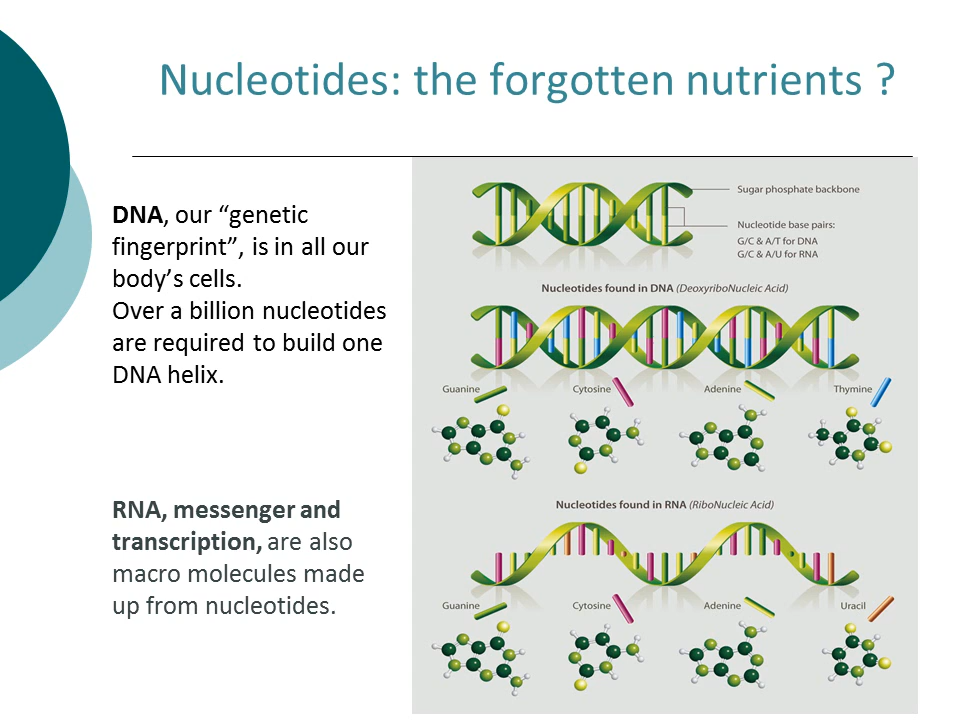 Nucleotides: the forgotten nutrients ?
DNA, our “genetic
fingerprint”, is in all our
body’s cells.
Over a billion nucleotides
are required to build one
DNA helix.
RNA, messenger and
transcription, are also
macro molecules made
up from nucleotides.
Sugar phosphate backbone
Nucleotide base pairs:
G/C & A/T for DNA
G/C & A/U for RNA
Nucleotides found in DNA (DeoxyriboNucleic Acid)
Guanine
Cytosine
Adenine
Thymine
Nucleotides found in RNA (RiboNucleic Acid)
Guanine
Cytosine
Adenine
Uracil